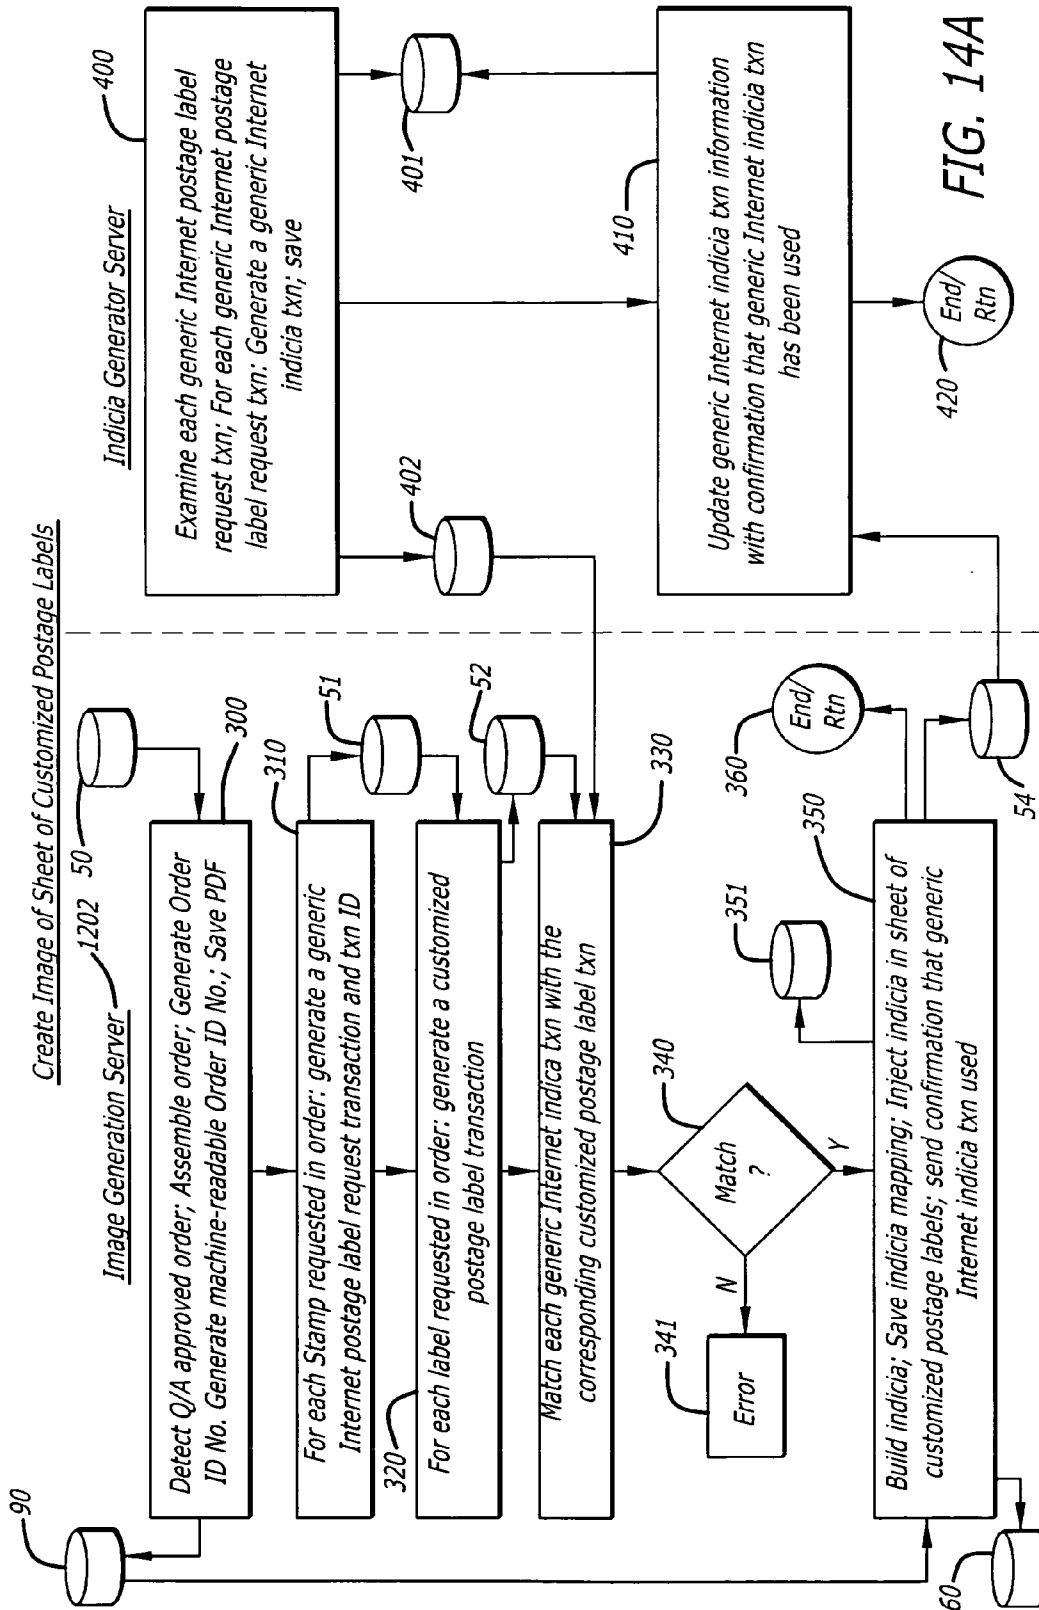 Create Image of Sheet of Customized Postage Labels
Image Generation Server
1202
50
90
Detect Q/A approved order; Assemble order; Generate Order
ID No. Generate machine-readable Order ID No.; Save PDF
300
310
For each Stamp requested in order: generate a generic
Internet postage label request transaction and txn ID
51
320
For each label requested in order: generate a customized
postage label transaction
52
Match each generic Internet indica txn with the
corresponding customized postage label txn
330
340
Match
?
N
Y
341
Error
351
350
360
End/
Rtn
Build indicia; Save indicia mapping; Inject indicia in sheet of
customized postage labels; send confirmation that generic
Internet indicia txn used
60
54
Indicia Generator Server
400
Examine each generic Internet postage label
request txn; For each generic Internet postage
label request txn: Generate a generic Internet
indicia txn; save
402
401
410
Update generic Internet indicia txn information
with confirmation that generic Internet indicia txn
has been used
420
End/
Rtn
FIG. 14A